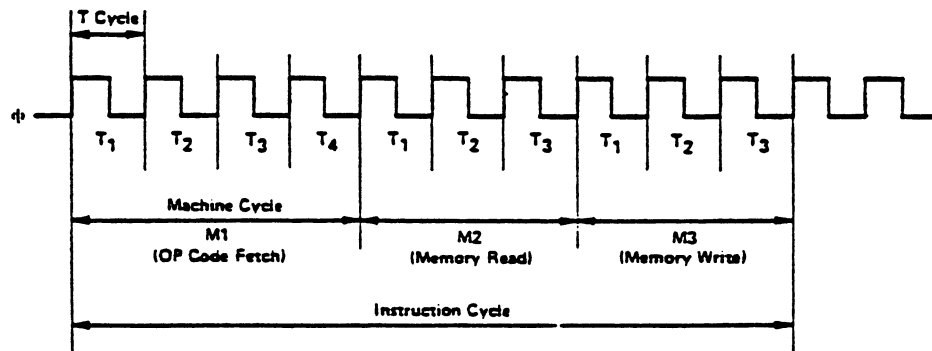 T Cycle
Φ
T1 T2 T3 T4 T1 T2 T3 T1 T2 T3
Machine Cycle
M1 M2 M3
(OP Code Fetch) (Memory Read) (Memory Write)
Instruction Cycle